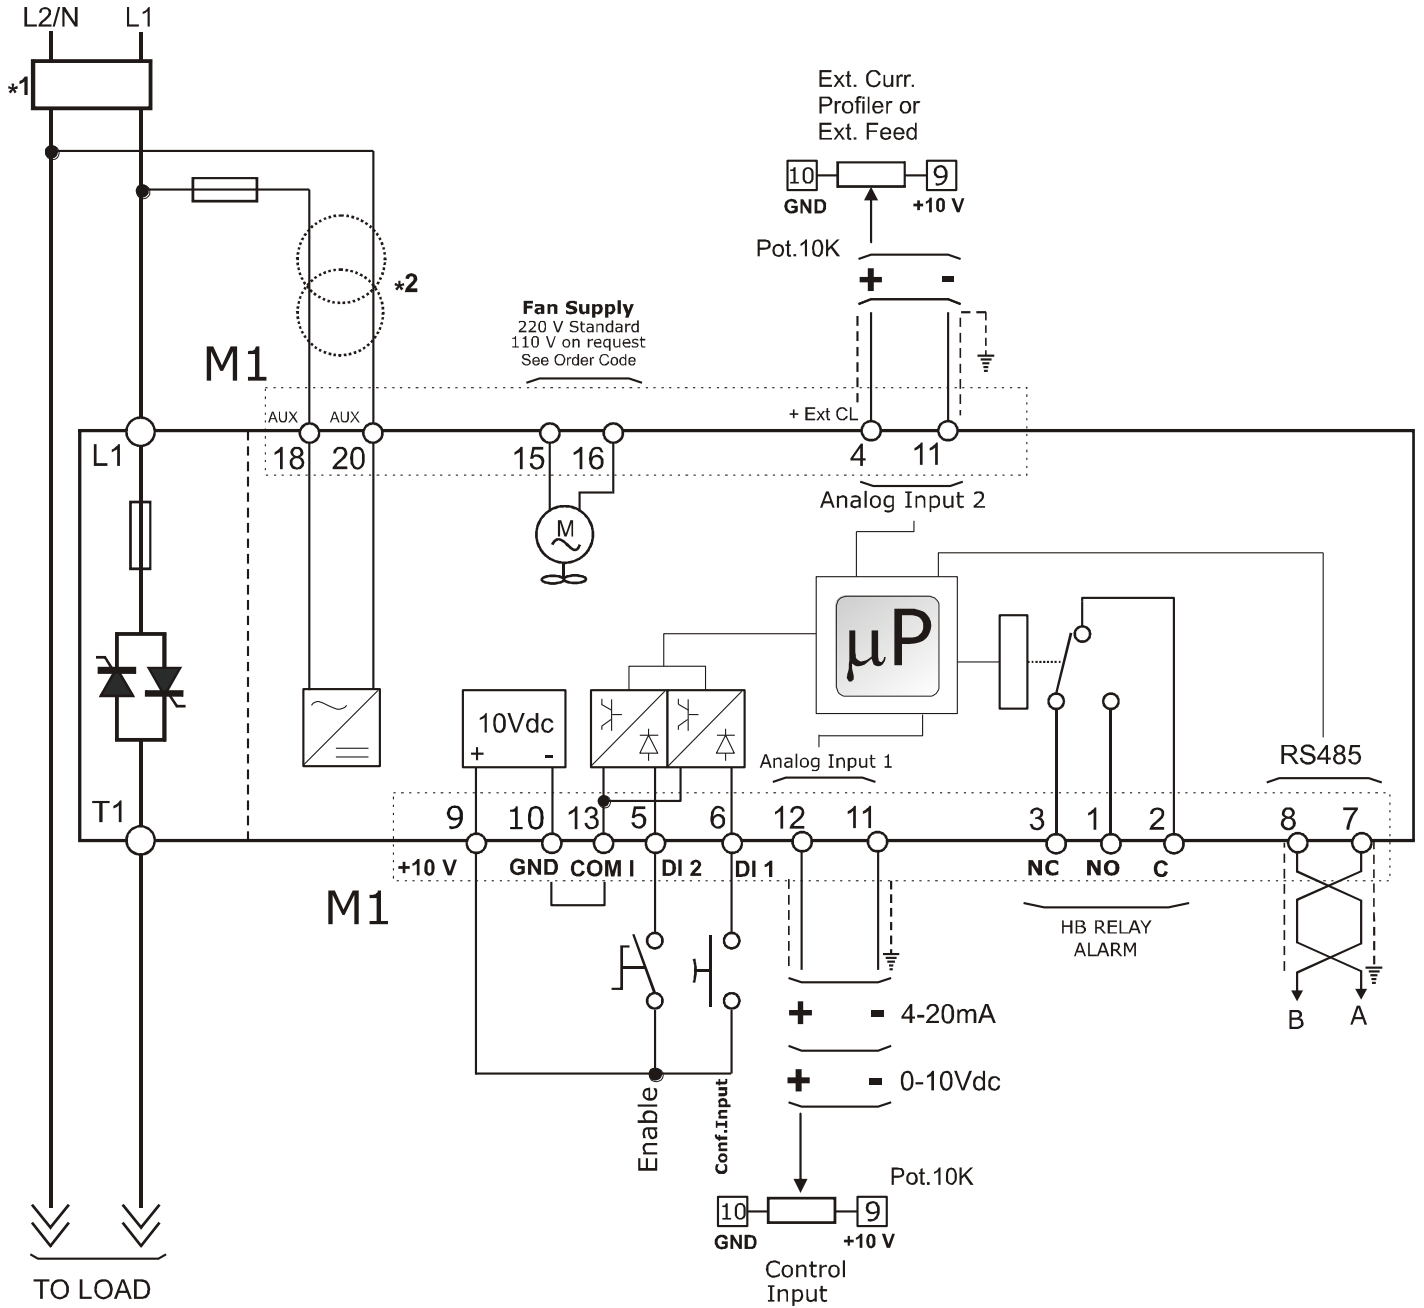 L2/N L1
*1
Ext. Curr.
Profiler or
Ext. Feed
10 9
GND +10 V
Pot.10K
+ -
*2
Fan Supply
220 V Standard
110 V on request
See Order Code
M1
AUX AUX + Ext CL
L1 18 20 15 16 4 11
Analog Input 2
M
µP
10Vdc
+ -
Analog Input 1
RS485
T1
9 10 13 5 6 12 11 3 1 2 8 7
+10 V GND COM I DI 2 DI 1 NC NO C
M1
HB RELAY
ALARM
+ - 4-20mA
B A
+ - 0-10Vdc
Enable
Conf.Input
Pot.10K
10 9
GND +10 V
Control
Input
TO LOAD